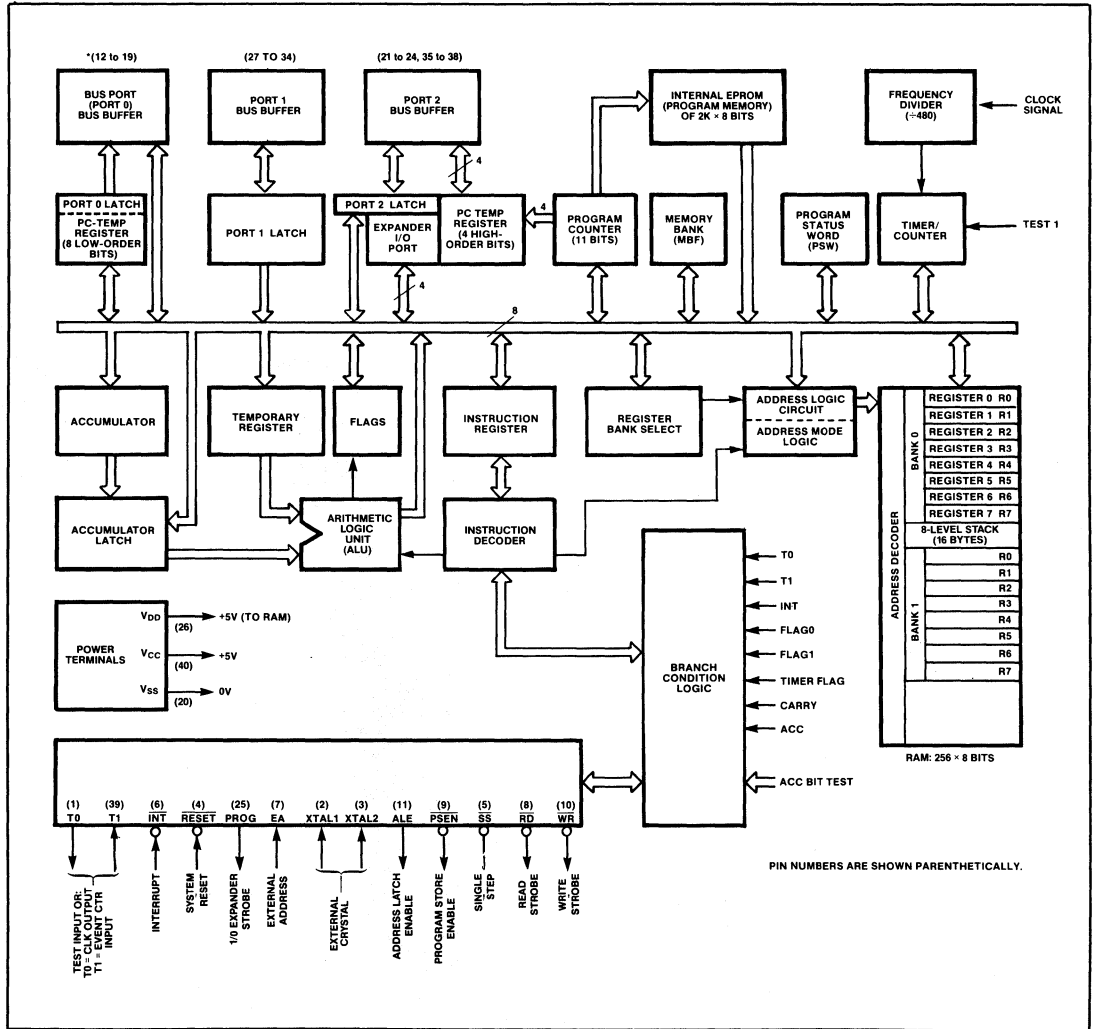 *(12 to 19)
(27 TO 34)
(21 to 24, 35 to 38)
BUS PORT
(PORT 0)
BUS BUFFER
PORT 1
BUS BUFFER
PORT 2
BUS BUFFER
INTERNAL EPROM
(PROGRAM MEMORY)
OF 2K × 8 BITS
FREQUENCY
DIVIDER
(÷480)
CLOCK
SIGNAL
4
PORT 0 LATCH
PC-TEMP
REGISTER
(8 LOW-ORDER
BITS)
PORT 1 LATCH
PORT 2 LATCH
EXPANDER
I/O
PORT
PC TEMP
REGISTER
(4 HIGH-
ORDER BITS)
4
PROGRAM
COUNTER
(11 BITS)
MEMORY
BANK
(MBF)
PROGRAM
STATUS
WORD
(PSW)
TIMER/
COUNTER
TEST 1
4
8
ACCUMULATOR
TEMPORARY
REGISTER
FLAGS
INSTRUCTION
REGISTER
REGISTER
BANK SELECT
ADDRESS LOGIC
CIRCUIT
ADDRESS MODE
LOGIC
ACCUMULATOR
LATCH
ARITHMETIC
LOGIC
UNIT
(ALU)
INSTRUCTION
DECODER
ADDRESS DECODER
BANK 0
REGISTER 0 R0
REGISTER 1 R1
REGISTER 2 R2
REGISTER 3 R3
REGISTER 4 R4
REGISTER 5 R5
REGISTER 6 R6
REGISTER 7 R7
8-LEVEL STACK
(16 BYTES)
BANK 1
R0
R1
R2
R3
R4
R5
R6
R7
RAM: 256 × 8 BITS
POWER
TERMINALS
VDD
(26)
+5V (TO RAM)
VCC
(40)
+5V
VSS
(20)
0V
BRANCH
CONDITION
LOGIC
T0
T1
INT
FLAG0
FLAG1
TIMER FLAG
CARRY
ACC
ACC BIT TEST
(1) (39) (6) (4) (25) (7) (2) (3) (11) (9) (5) (8) (10)
T0 T1 INT RESET PROG EA XTAL1 XTAL2 ALE PSEN SS RD WR
TEST INPUT OR:
T0 = CLK OUTPUT
T1 = EVENT CTR
INPUT
INTERRUPT
SYSTEM
RESET
1/0 EXPANDER
STROBE
EXTERNAL
ADDRESS
EXTERNAL
CRYSTAL
ADDRESS LATCH
ENABLE
PROGRAM STORE
ENABLE
SINGLE
STEP
READ
STROBE
WRITE
STROBE
PIN NUMBERS ARE SHOWN PARENTHETICALLY.